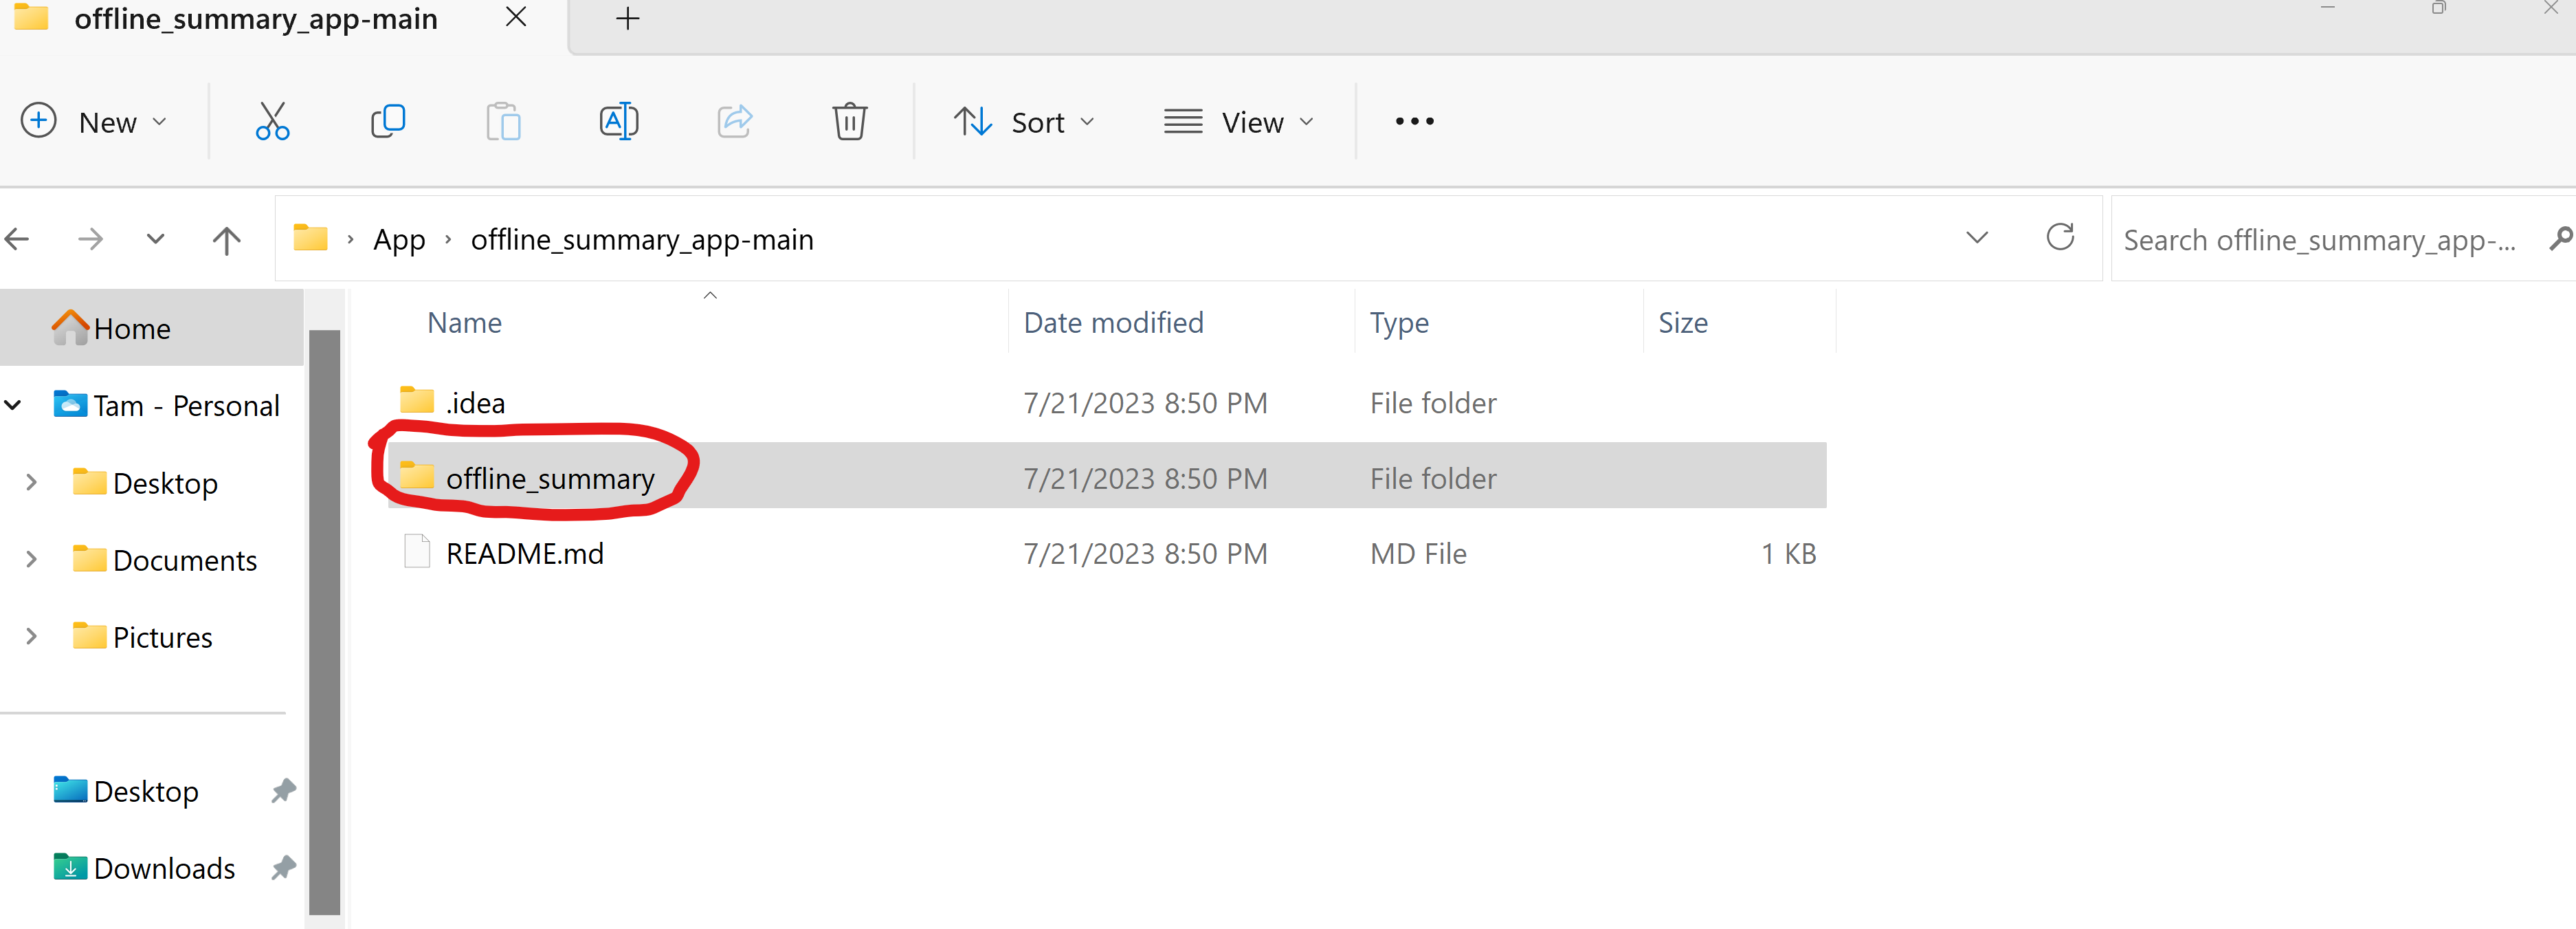 offline_summary_app-main
New
Sort
View
App › offline_summary_app-main
Search offline_summary_app-...
Home
Tam - Personal
Desktop
Documents
Pictures
Desktop
Downloads
Name Date modified Type Size
.idea 7/21/2023 8:50 PM File folder
offline_summary 7/21/2023 8:50 PM File folder
README.md 7/21/2023 8:50 PM MD File 1 KB